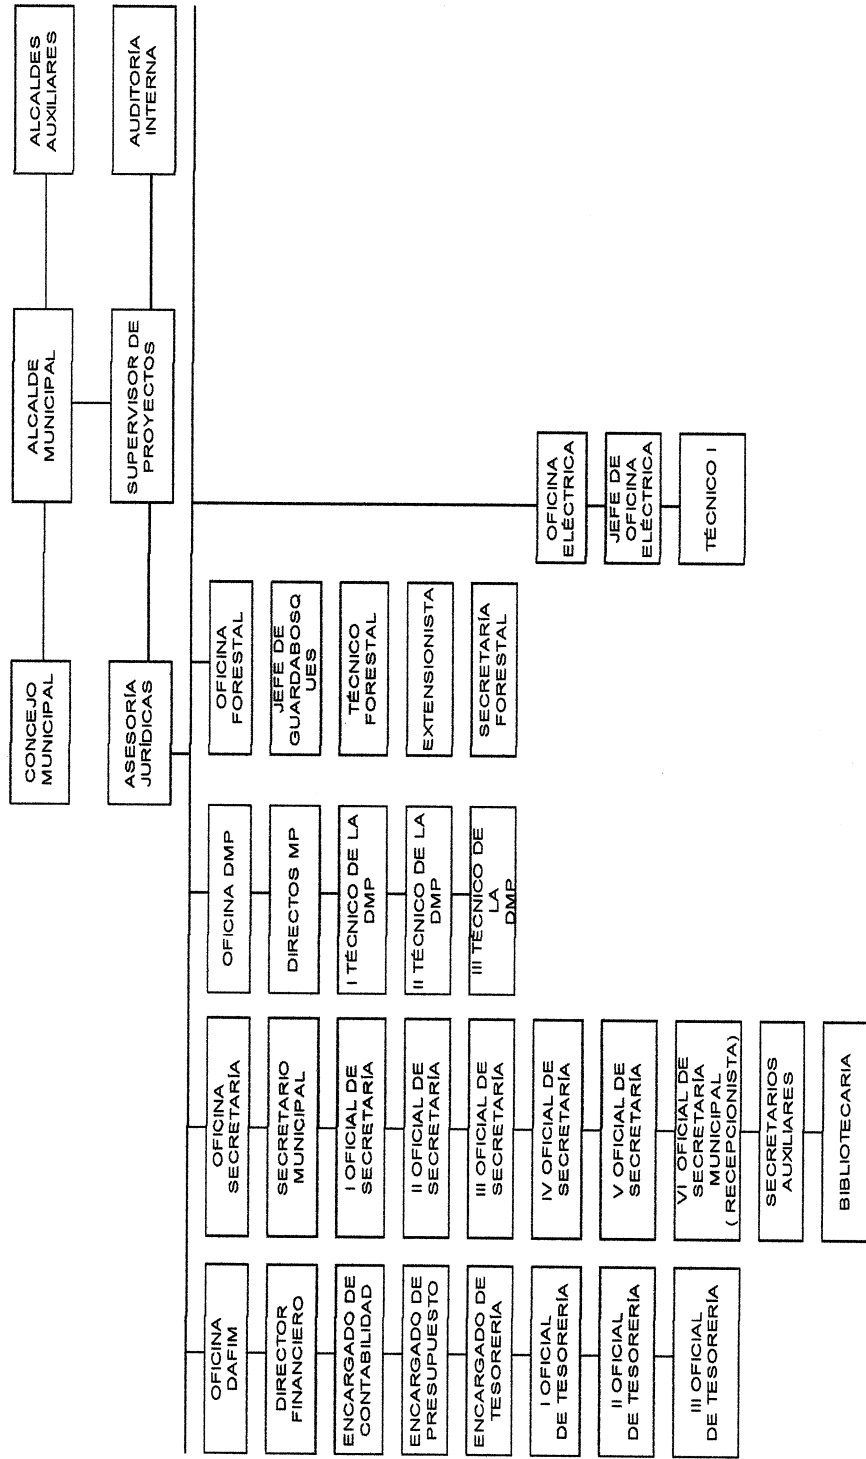 CONCEJO
MUNICIPAL
ALCALDE
MUNICIPAL
ALCALDES
AUXILIARES
ASESORÍA
JURÍDICAS
SUPERVISOR DE
PROYECTOS
AUDITORÍA
INTERNA
OFICINA
DAFIM
DIRECTOR
FINANCIERO
ENCARGADO DE
CONTABILIDAD
ENCARGADO DE
PRESUPUESTO
ENCARGADO DE
TESORERÍA
I OFICIAL
DE TESORERÍA
II OFICIAL
DE TESORERÍA
III OFICIAL
DE TESORERÍA
OFICINA
SECRETARÍA
SECRETARIO
MUNICIPAL
I OFICIAL DE
SECRETARÍA
II OFICIAL DE
SECRETARÍA
III OFICIAL DE
SECRETARÍA
IV OFICIAL DE
SECRETARÍA
V OFICIAL DE
SECRETARÍA
VI OFICIAL DE
SECRETARÍA
MUNICIPAL
( RECEPCIONISTA)
SECRETARIOS
AUXILIARES
BIBLIOTECARIA
OFICINA DMP
DIRECTOS MP
I TÉCNICO DE LA
DMP
II TÉCNICO DE LA
DMP
III TÉCNICO DE
LA
DMP
OFICINA
FORESTAL
JEFE DE
GUARDABOSQ
UES
TÉCNICO
FORESTAL
EXTENSIONISTA
SECRETARÍA
FORESTAL
OFICINA
ELÉCTRICA
JEFE DE
OFICINA
ELÉCTRICA
TÉCNICO I